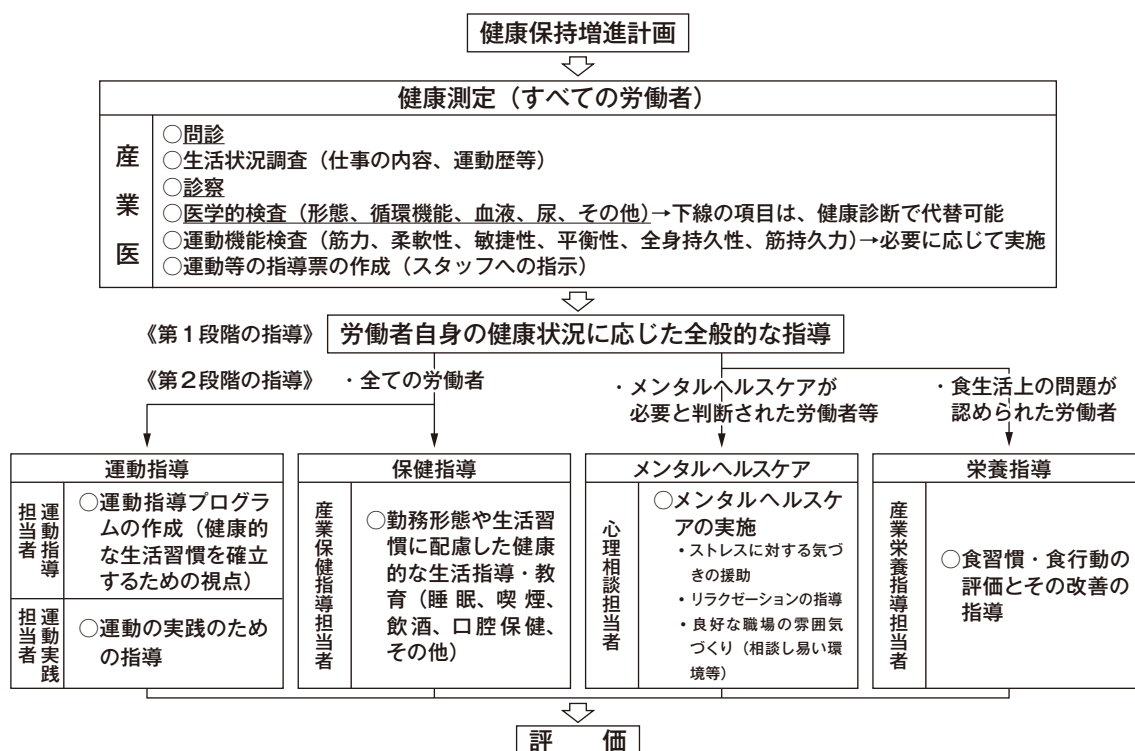 健康保持増進計画
健康測定（すべての労働者）
産業医
○問診
○生活状況調査（仕事の内容、運動歴等）
○診察
○医学的検査（形態、循環機能、血液、尿、その他）→下線の項目は、健康診断で代替可能
○運動機能検査（筋力、柔軟性、敏捷性、平衡性、全身持久性、筋持久力）→必要に応じて実施
○運動等の指導票の作成（スタッフへの指示）
《第１段階の指導》
労働者自身の健康状況に応じた全般的な指導
《第２段階の指導》
・全ての労働者
・メンタルヘルスケアが
必要と判断された労働者等
・食生活上の問題が
認められた労働者
運動指導
運動指導
担当者
○運動指導プログラ
ムの作成（健康的
な生活習慣を確立
するための視点）
運動実践
担当者
○運動の実践のため
の指導
保健指導
産業保健指導担当者
○勤務形態や生活習
慣に配慮した健康
的な生活指導・教
育（睡眠、喫煙、
飲酒、口腔保健、
その他）
メンタルヘルスケア
心理相談担当者
○メンタルヘルスケ
アの実施
・ストレスに対する気づ
きの援助
・リラクゼーションの指導
・良好な職場の雰囲気
づくり（相談し易い環
境等）
栄養指導
産業栄養指導担当者
○食習慣・食行動の
評価とその改善の
指導
評　価